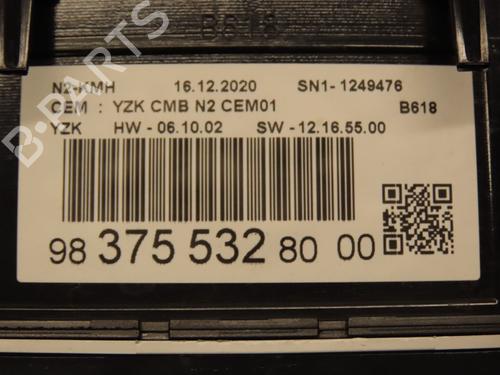 B618
N2-KMH 16.12.2020 SN1- 1249476
CEM : YZK CMB N2 CEM01 B618
YZK HW - 06.10.02 SW - 12.16.55.00
98 375 532 80 00
B-PARTS